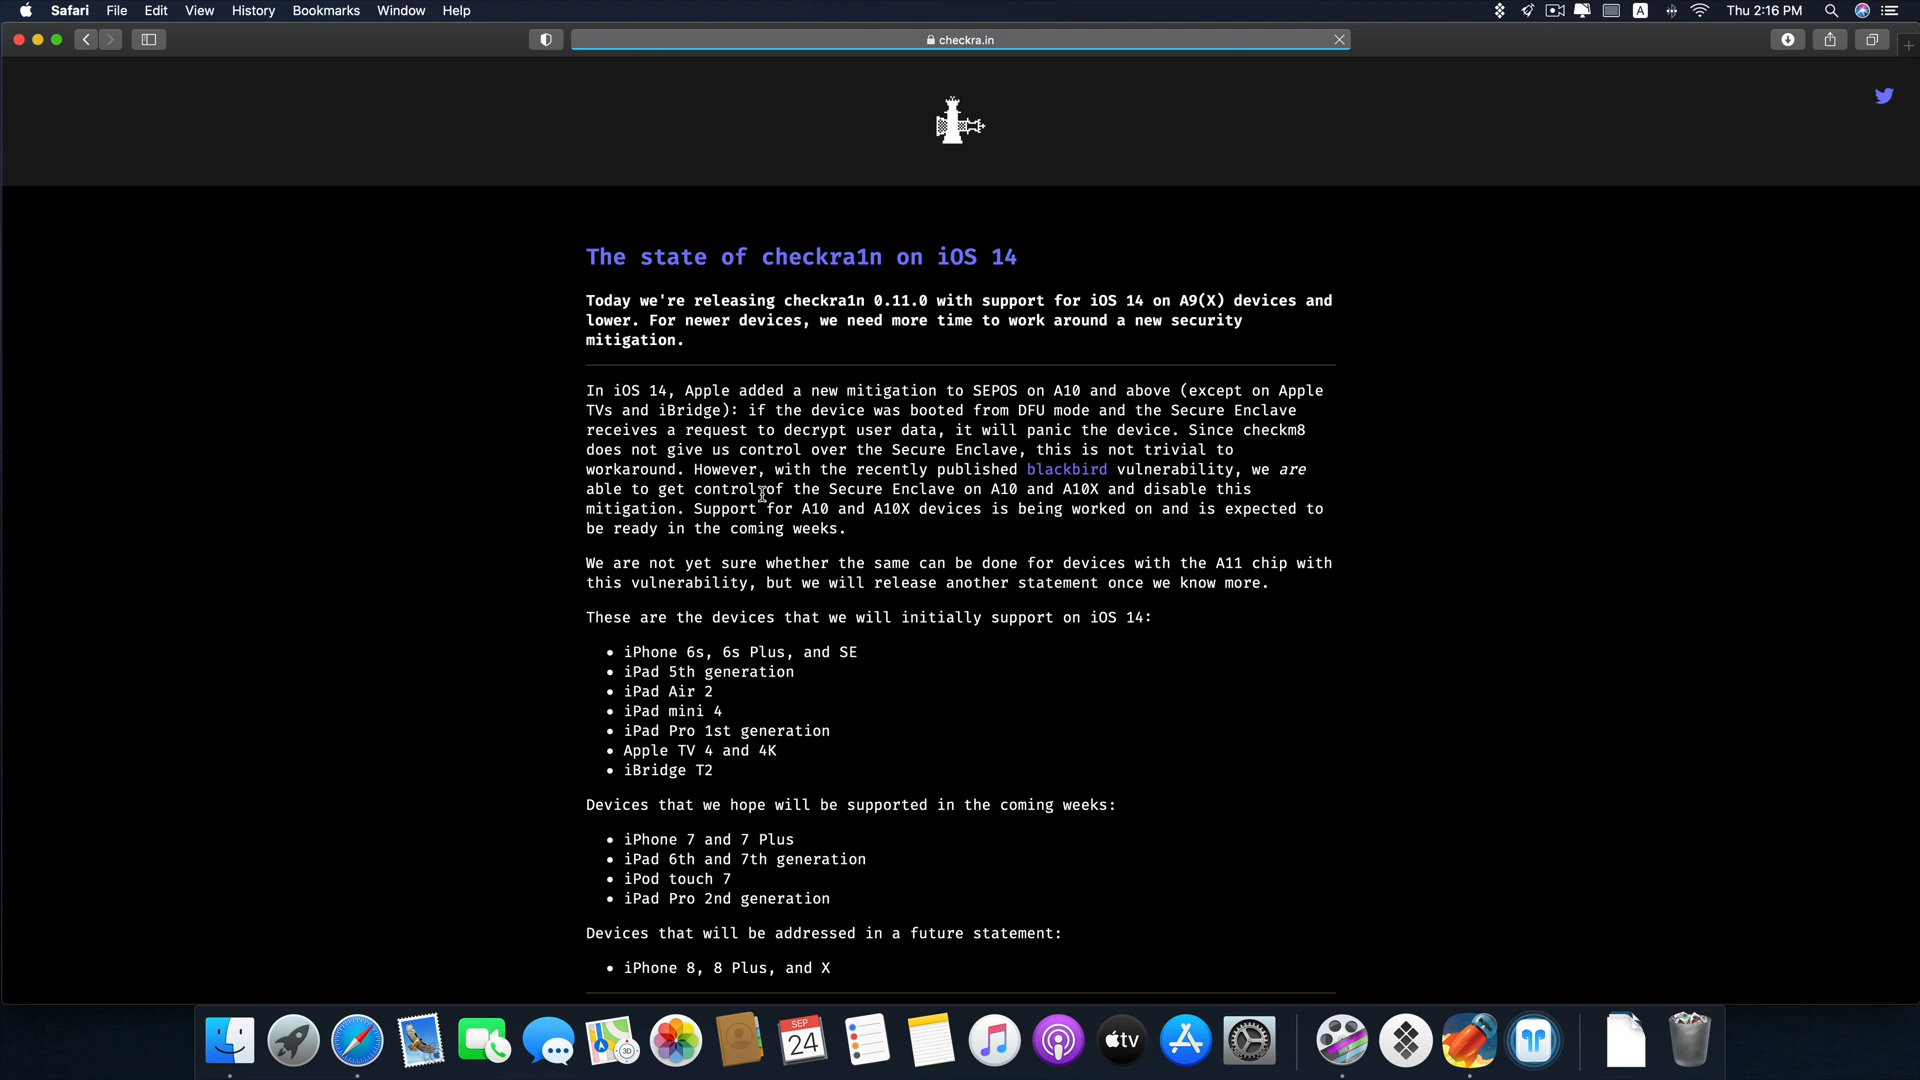 Safari File Edit View History Bookmarks Window Help
A Thu 2:16 PM
checkra.in
The state of checkra1n on iOS 14
Today we're releasing checkra1n 0.11.0 with support for iOS 14 on A9(X) devices and
lower. For newer devices, we need more time to work around a new security
mitigation.
In iOS 14, Apple added a new mitigation to SEPOS on A10 and above (except on Apple
TVs and iBridge): if the device was booted from DFU mode and the Secure Enclave
receives a request to decrypt user data, it will panic the device. Since checkm8
does not give us control over the Secure Enclave, this is not trivial to
workaround. However, with the recently published blackbird vulnerability, we are
able to get control of the Secure Enclave on A10 and A10X and disable this
mitigation. Support for A10 and A10X devices is being worked on and is expected to
be ready in the coming weeks.
We are not yet sure whether the same can be done for devices with the A11 chip with
this vulnerability, but we will release another statement once we know more.
These are the devices that we will initially support on iOS 14:
• iPhone 6s, 6s Plus, and SE
• iPad 5th generation
• iPad Air 2
• iPad mini 4
• iPad Pro 1st generation
• Apple TV 4 and 4K
• iBridge T2
Devices that we hope will be supported in the coming weeks:
• iPhone 7 and 7 Plus
• iPad 6th and 7th generation
• iPod touch 7
• iPad Pro 2nd generation
Devices that will be addressed in a future statement:
• iPhone 8, 8 Plus, and X
3D
SEP
24
tv